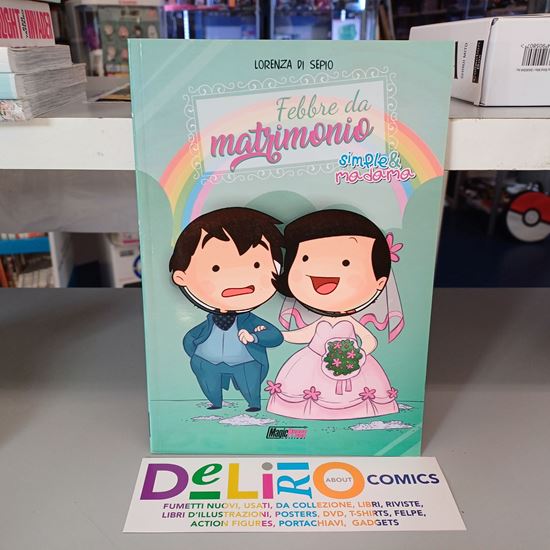 LORENZA DI SEPIO
Febbre da
matrimonio
simple&
madama
Magic
DELIRIO ABOUT COMICS
FUMETTI NUOVI, USATI, DA COLLEZIONE, LIBRI, RIVISTE,
LIBRI D'ILLUSTRAZIONI, POSTERS, DVD, T-SHIRTS, FELPE,
ACTION FIGURES, PORTACHIAVI, GADGETS